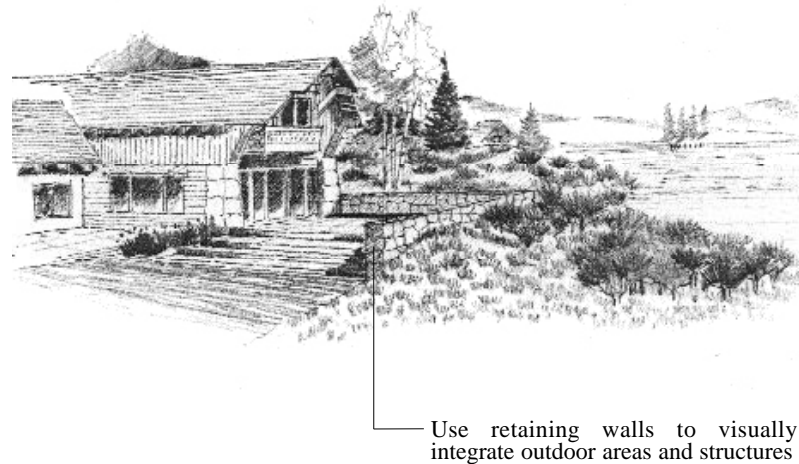 Use retaining walls to visually
integrate outdoor areas and structures